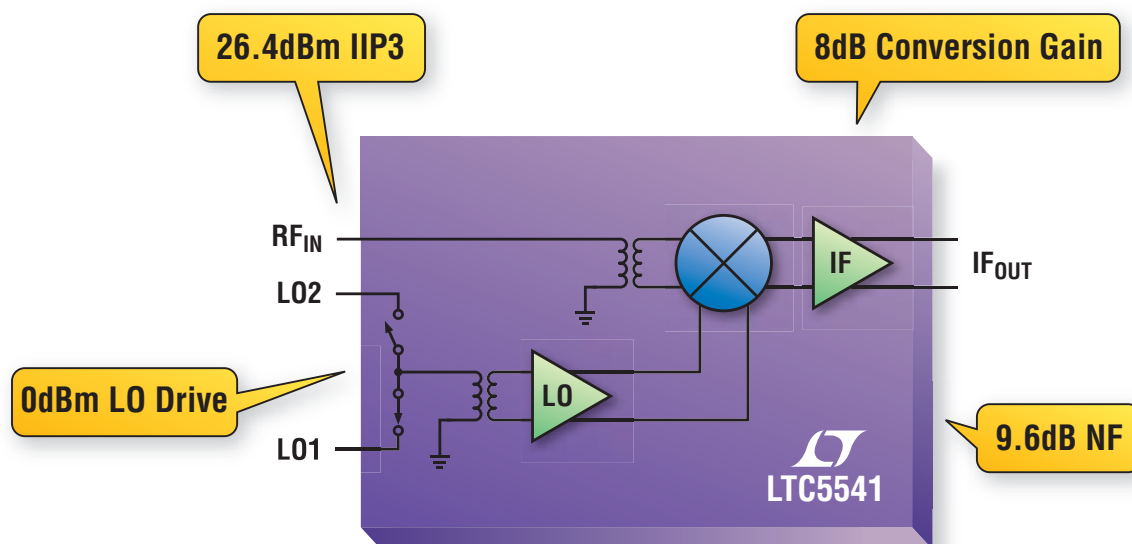 26.4dBm IIP3
8dB Conversion Gain
RFIN
LO2
IF
IFOUT
0dBm LO Drive
LO
LO1
9.6dB NF
LTC5541